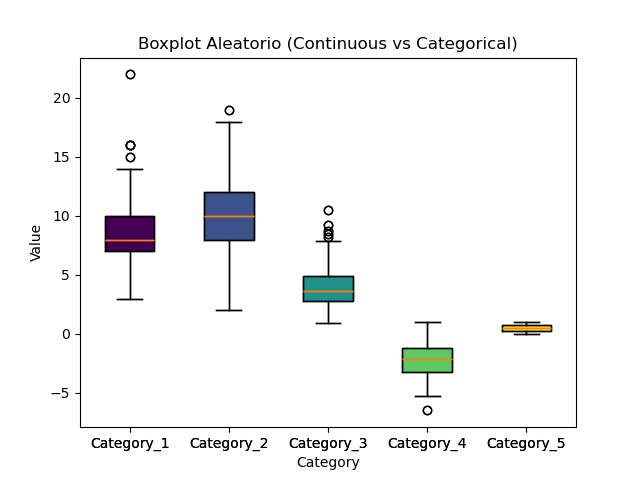 Boxplot Aleatorio (Continuous vs Categorical)
Value
20
15
10
5
0
−5
Category_1 Category_2 Category_3 Category_4 Category_5
Category